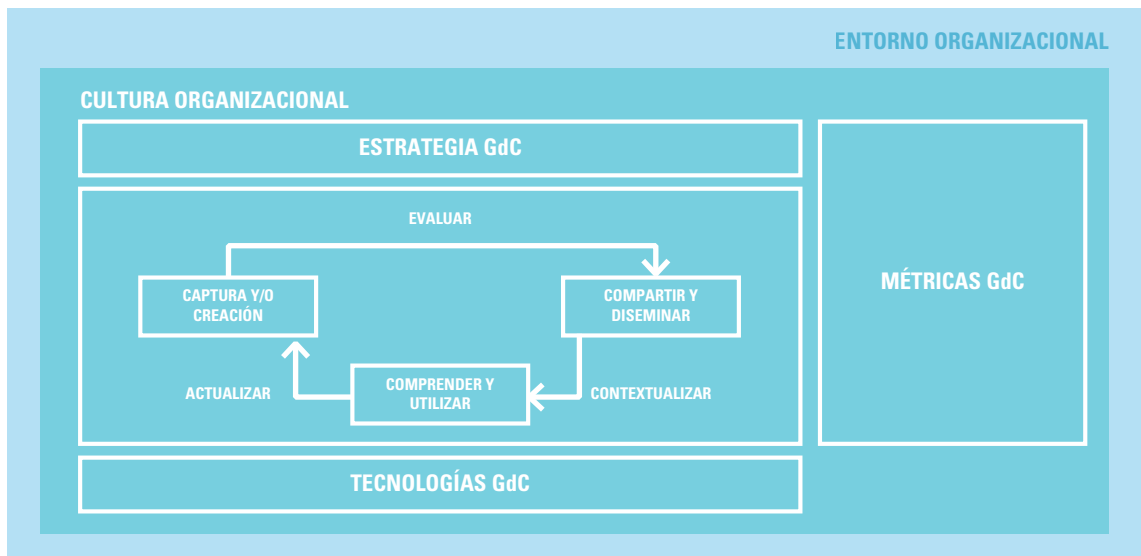 ENTORNO ORGANIZACIONAL
CULTURA ORGANIZACIONAL
ESTRATEGIA GdC
EVALUAR
CAPTURA Y/O
CREACIÓN
COMPARTIR Y
DISEMINAR
MÉTRICAS GdC
ACTUALIZAR
COMPRENDER Y
UTILIZAR
CONTEXTUALIZAR
TECNOLOGÍAS GdC